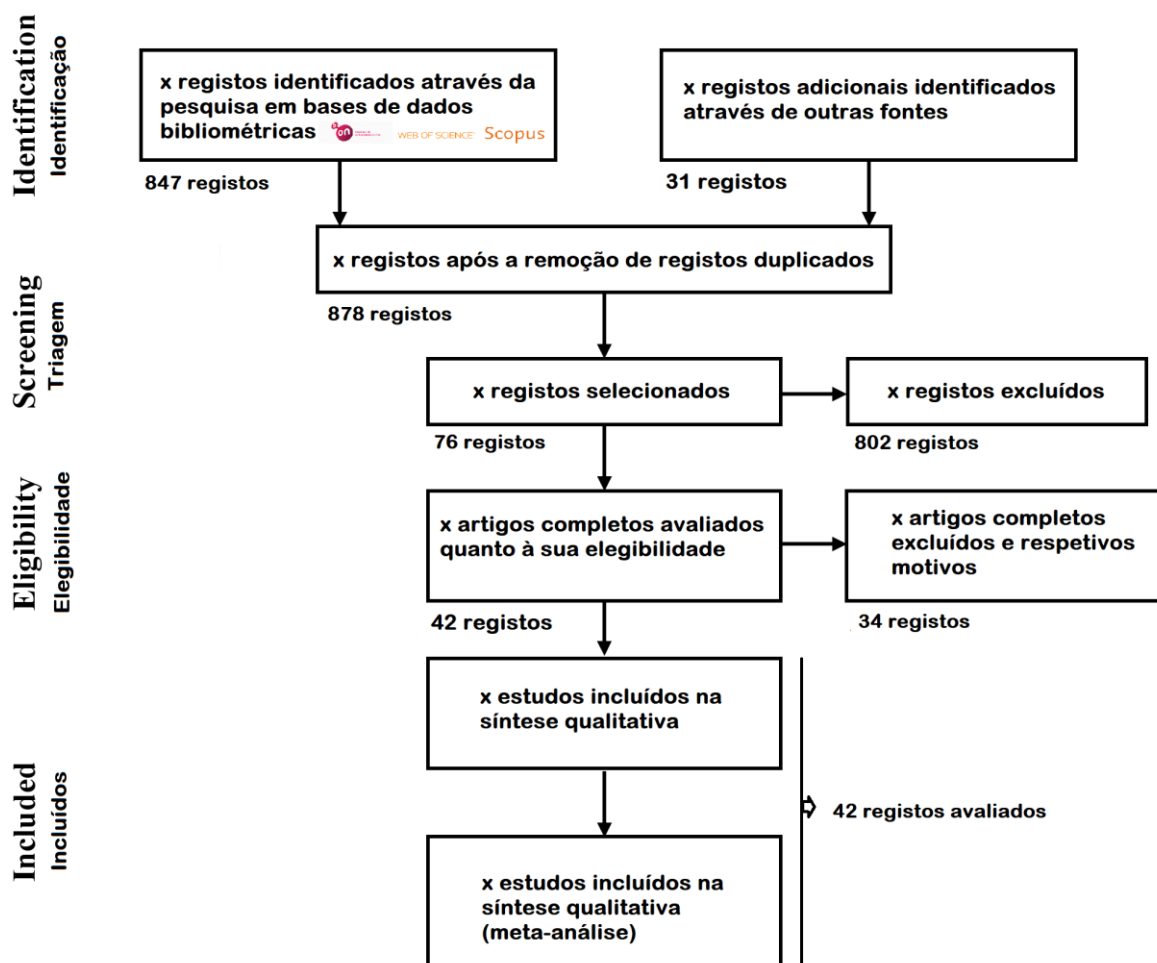 Identification
Identificação
x registos identificados através da
pesquisa em bases de dados
bibliométricas
on
WEB OF SCIENCE
Scopus
847 registos
x registos adicionais identificados
através de outras fontes
31 registos
x registos após a remoção de registos duplicados
878 registos
Screening
Triagem
x registos selecionados
76 registos
x registos excluídos
802 registos
Eligibility
Elegibilidade
x artigos completos avaliados
quanto à sua elegibilidade
42 registos
x artigos completos
excluídos e respetivos
motivos
34 registos
Included
Incluídos
x estudos incluídos na
síntese qualitativa
42 registos avaliados
x estudos incluídos na
síntese qualitativa
(meta-análise)